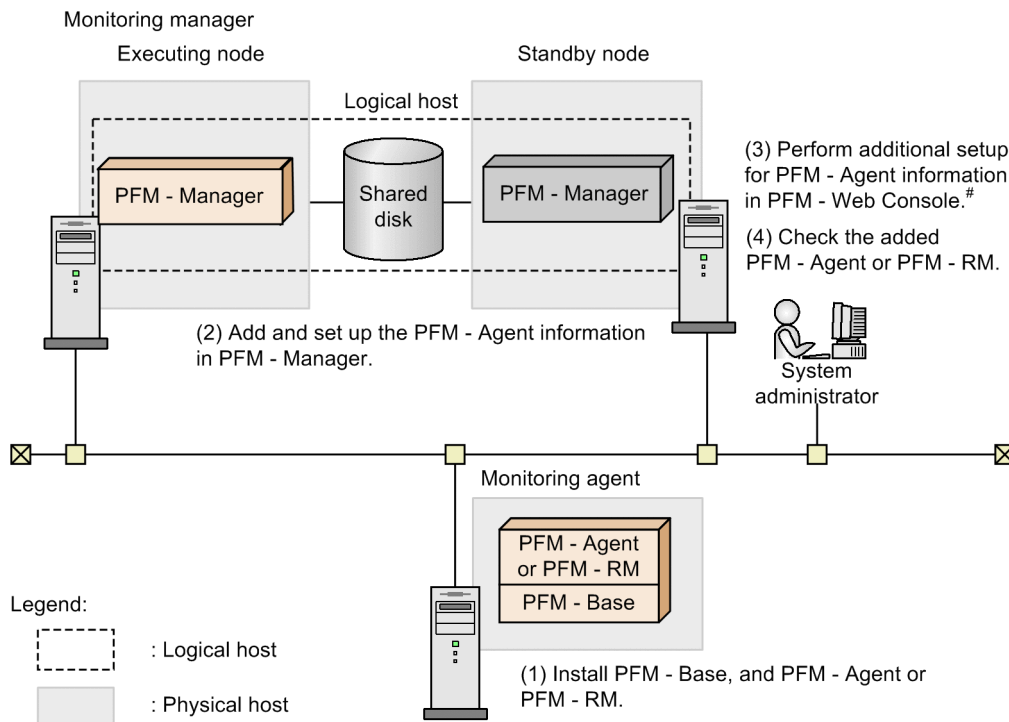 Monitoring manager
Executing node
Standby node
Logical host
PFM - Manager
Shared
disk
PFM - Manager
(3) Perform additional setup
for PFM - Agent information
in PFM - Web Console.#
(4) Check the added
PFM - Agent or PFM - RM.
(2) Add and set up the PFM - Agent information
in PFM - Manager.
System
administrator
Monitoring agent
PFM - Agent
or PFM - RM
PFM - Base
(1) Install PFM - Base, and PFM - Agent or
PFM - RM.
Legend:
: Logical host
: Physical host